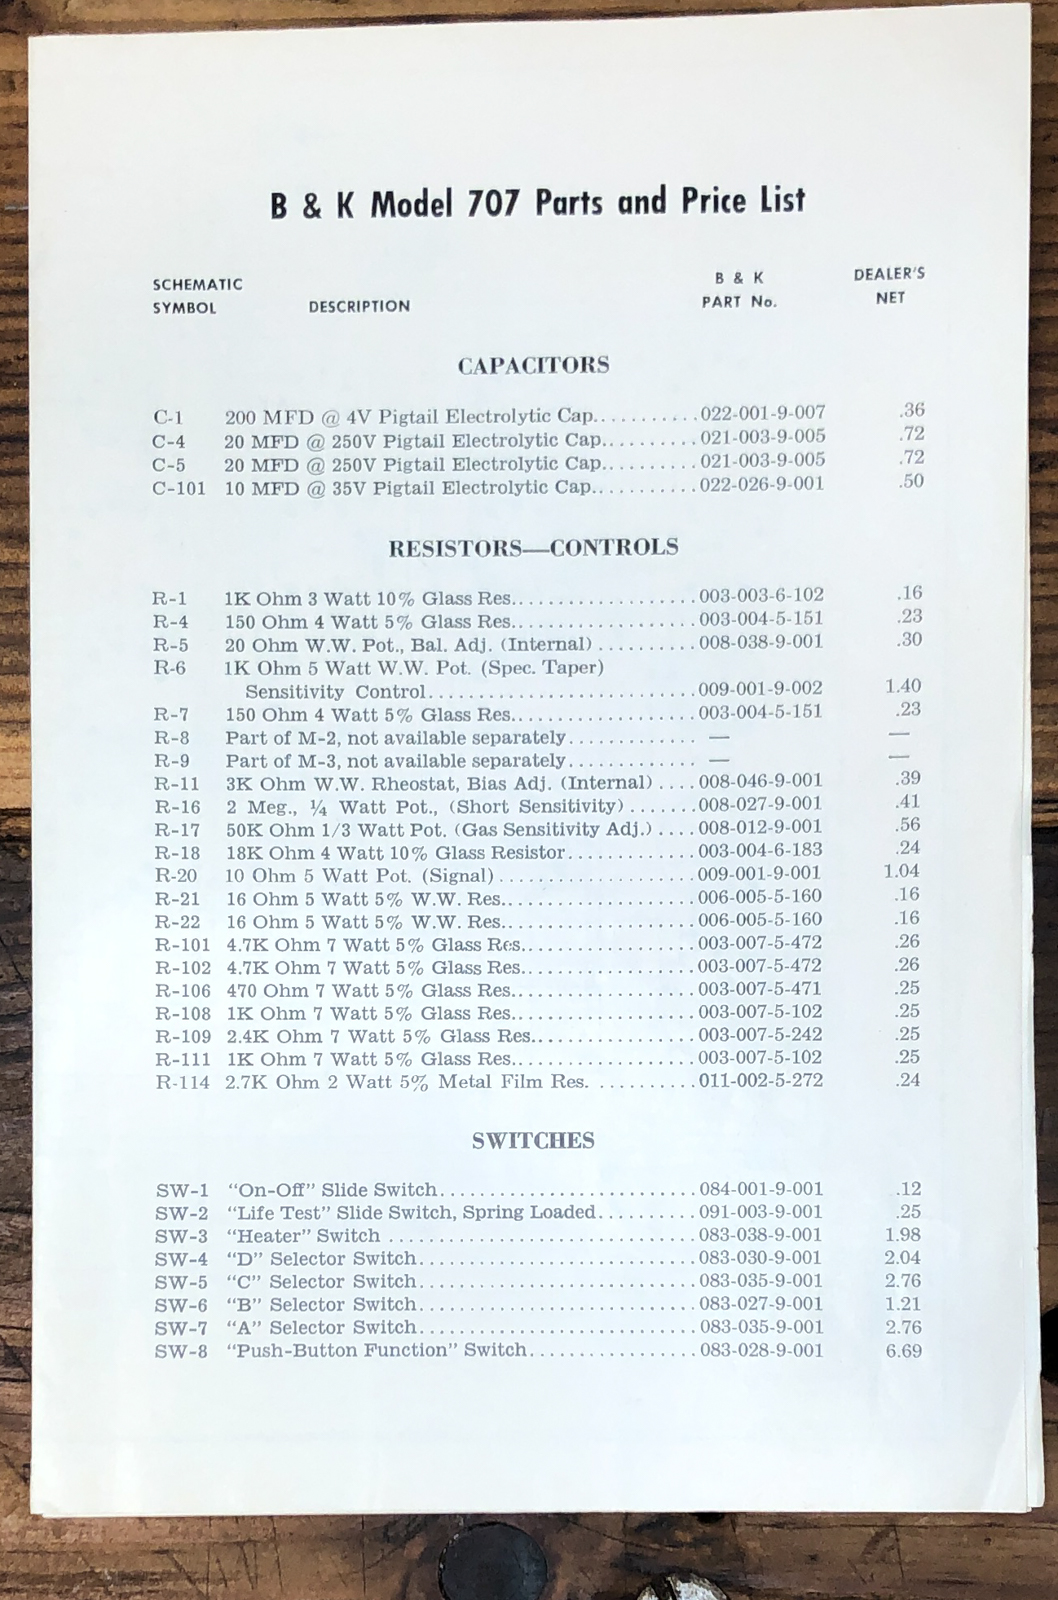 B & K Model 707 Parts and Price List
SCHEMATIC SYMBOL DESCRIPTION B & K PART No. DEALER'S NET
CAPACITORS
C-1 200 MFD @ 4V Pigtail Electrolytic Cap...........022-001-9-007 .36
C-4 20 MFD @ 250V Pigtail Electrolytic Cap..........021-003-9-005 .72
C-5 20 MFD @ 250V Pigtail Electrolytic Cap..........021-003-9-005 .72
C-101 10 MFD @ 35V Pigtail Electrolytic Cap...........022-026-9-001 .50
RESISTORS—CONTROLS
R-1 1K Ohm 3 Watt 10% Glass Res...................003-003-6-102 .16
R-4 150 Ohm 4 Watt 5% Glass Res...................003-004-5-151 .23
R-5 20 Ohm W.W. Pot., Bal. Adj. (Internal) ..........008-038-9-001 .30
R-6 1K Ohm 5 Watt W.W. Pot. (Spec. Taper)
Sensitivity Control...........................009-001-9-002 1.40
R-7 150 Ohm 4 Watt 5% Glass Res...................003-004-5-151 .23
R-8 Part of M-2, not available separately............. — —
R-9 Part of M-3, not available separately............. — —
R-11 3K Ohm W.W. Rheostat, Bias Adj. (Internal) ....008-046-9-001 .39
R-16 2 Meg., ¼ Watt Pot., (Short Sensitivity) .......008-027-9-001 .41
R-17 50K Ohm 1/3 Watt Pot. (Gas Sensitivity Adj.) ....008-012-9-001 .56
R-18 18K Ohm 4 Watt 10% Glass Resistor.............003-004-6-183 .24
R-20 10 Ohm 5 Watt Pot. (Signal) ....................009-001-9-001 1.04
R-21 16 Ohm 5 Watt 5% W.W. Res....................006-005-5-160 .16
R-22 16 Ohm 5 Watt 5% W.W. Res....................006-005-5-160 .16
R-101 4.7K Ohm 7 Watt 5% Glass Res..................003-007-5-472 .26
R-102 4.7K Ohm 7 Watt 5% Glass Res..................003-007-5-472 .26
R-106 470 Ohm 7 Watt 5% Glass Res...................003-007-5-471 .25
R-108 1K Ohm 7 Watt 5% Glass Res...................003-007-5-102 .25
R-109 2.4K Ohm 7 Watt 5% Glass Res.................003-007-5-242 .25
R-111 1K Ohm 7 Watt 5% Glass Res...................003-007-5-102 .25
R-114 2.7K Ohm 2 Watt 5% Metal Film Res. ..........011-002-5-272 .24
SWITCHES
SW-1 “On-Off” Slide Switch..........................084-001-9-001 .12
SW-2 “Life Test” Slide Switch, Spring Loaded..........091-003-9-001 .25
SW-3 “Heater” Switch ...............................083-038-9-001 1.98
SW-4 “D” Selector Switch............................083-030-9-001 2.04
SW-5 “C” Selector Switch............................083-035-9-001 2.76
SW-6 “B” Selector Switch............................083-027-9-001 1.21
SW-7 “A” Selector Switch............................083-035-9-001 2.76
SW-8 “Push-Button Function” Switch.................083-028-9-001 6.69